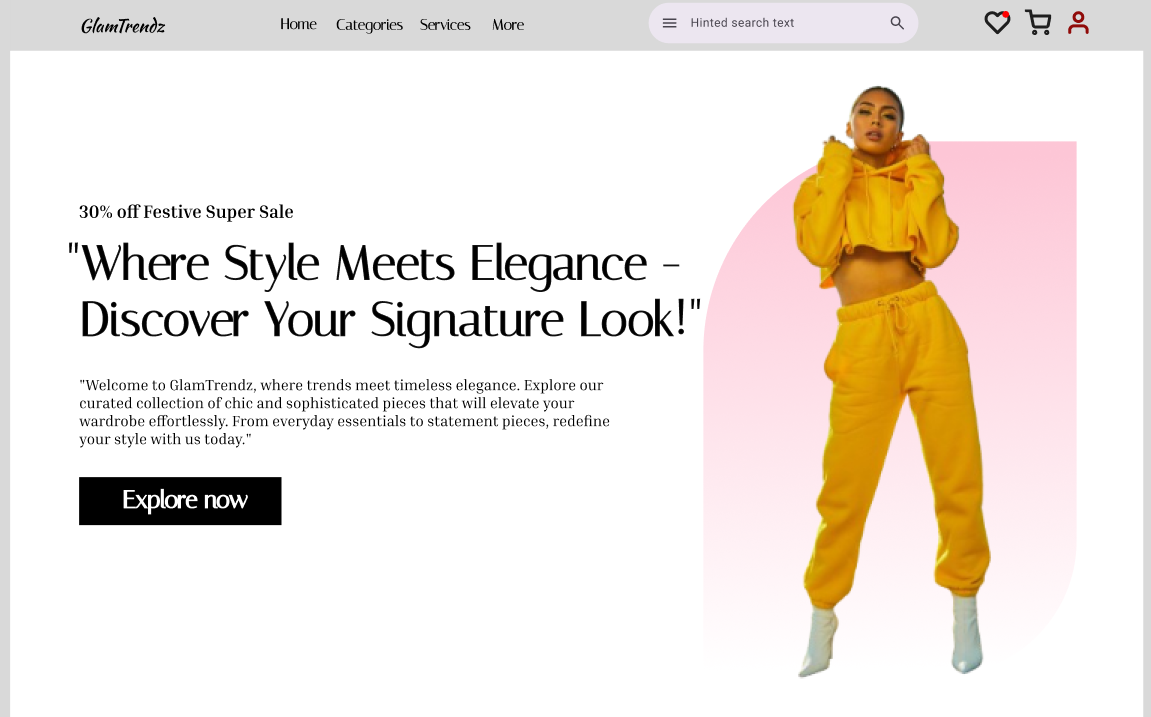 GlamTrendz
Home Categories Services More
Hinted search text
30% off Festive Super Sale
"Where Style Meets Elegance –
Discover Your Signature Look!"
"Welcome to GlamTrendz, where trends meet timeless elegance. Explore our
curated collection of chic and sophisticated pieces that will elevate your
wardrobe effortlessly. From everyday essentials to statement pieces, redefine
your style with us today."
Explore now